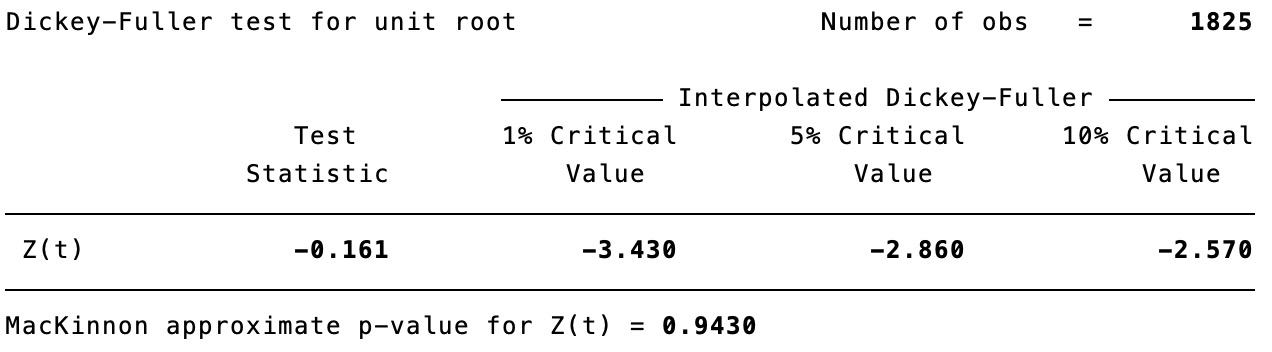 Dickey-Fuller test for unit root Number of obs = 1825
Interpolated Dickey-Fuller
Test 1% Critical 5% Critical 10% Critical
Statistic Value Value Value
Z(t) -0.161 -3.430 -2.860 -2.570
MacKinnon approximate p-value for Z(t) = 0.9430